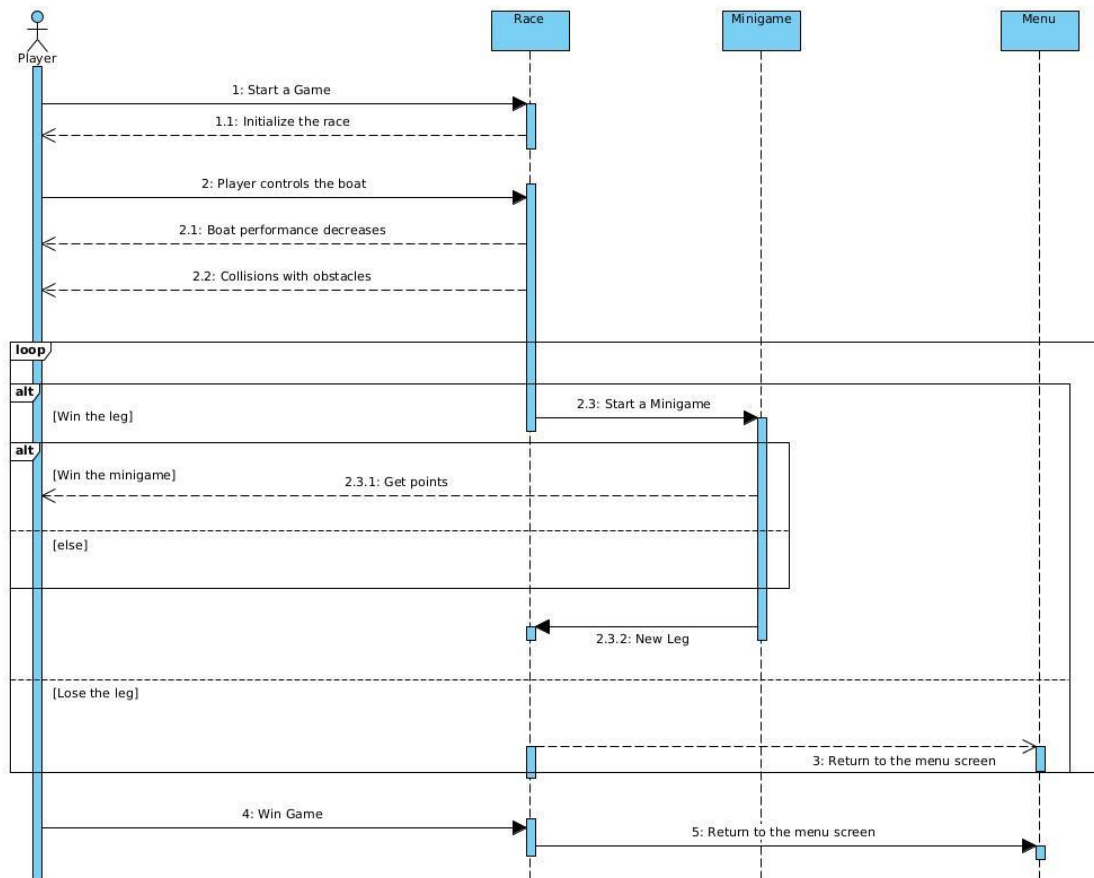 Race
Minigame
Menu
Player
1: Start a Game
1.1: Initialize the race
2: Player controls the boat
2.1: Boat performance decreases
2.2: Collisions with obstacles
loop
alt
[Win the leg]
2.3: Start a Minigame
alt
[Win the minigame]
2.3.1: Get points
[else]
2.3.2: New Leg
[Lose the leg]
3: Return to the menu screen
4: Win Game
5: Return to the menu screen